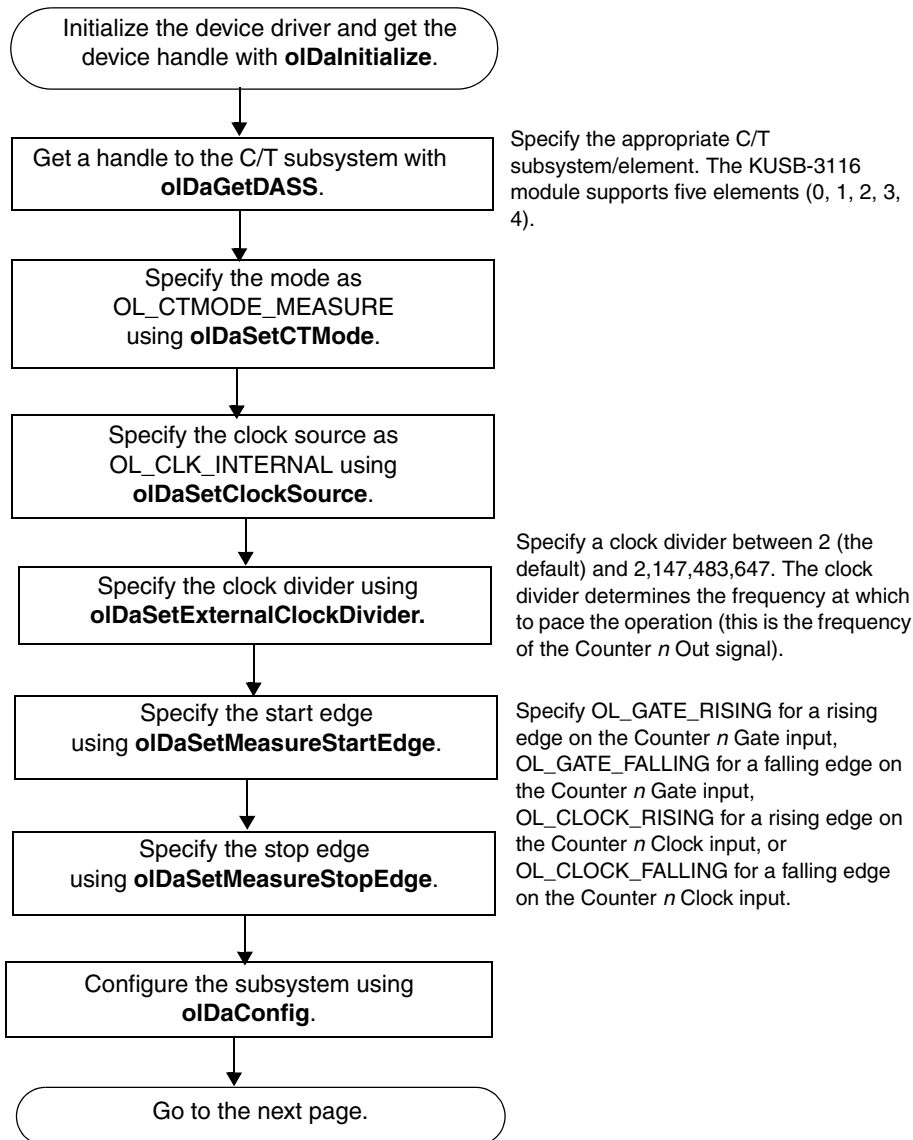 Initialize the device driver and get the
device handle with olDaInitialize.
Get a handle to the C/T subsystem with
olDaGetDASS.
Specify the appropriate C/T
subsystem/element. The KUSB-3116
module supports five elements (0, 1, 2, 3,
4).
Specify the mode as
OL_CTMODE_MEASURE
using olDaSetCTMode.
Specify the clock source as
OL_CLK_INTERNAL using
olDaSetClockSource.
Specify the clock divider using
olDaSetExternalClockDivider.
Specify a clock divider between 2 (the
default) and 2,147,483,647. The clock
divider determines the frequency at which
to pace the operation (this is the frequency
of the Counter n Out signal).
Specify the start edge
using olDaSetMeasureStartEdge.
Specify OL_GATE_RISING for a rising
edge on the Counter n Gate input,
OL_GATE_FALLING for a falling edge on
the Counter n Gate input,
OL_CLOCK_RISING for a rising edge on
the Counter n Clock input, or
OL_CLOCK_FALLING for a falling edge
on the Counter n Clock input.
Specify the stop edge
using olDaSetMeasureStopEdge.
Configure the subsystem using
olDaConfig.
Go to the next page.